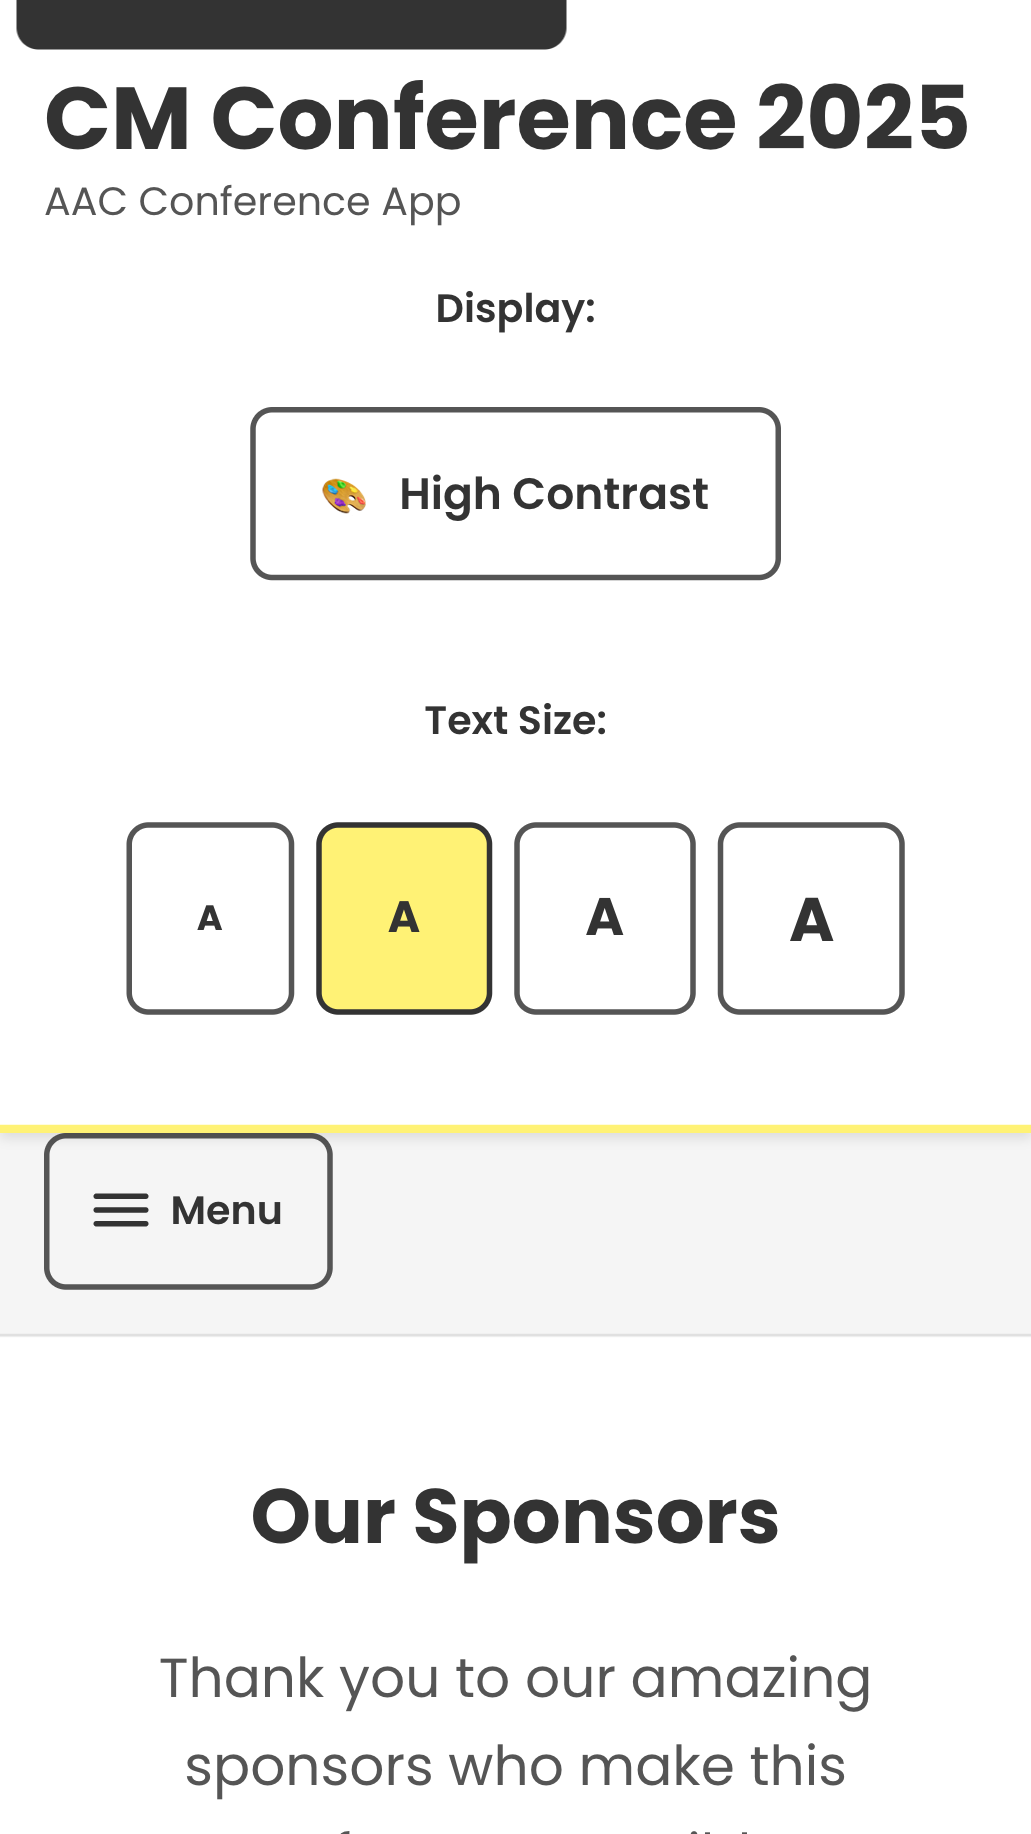 CM Conference 2025
AAC Conference App
Display:
High Contrast
Text Size:
A A A A
Menu
Our Sponsors
Thank you to our amazing
sponsors who make this